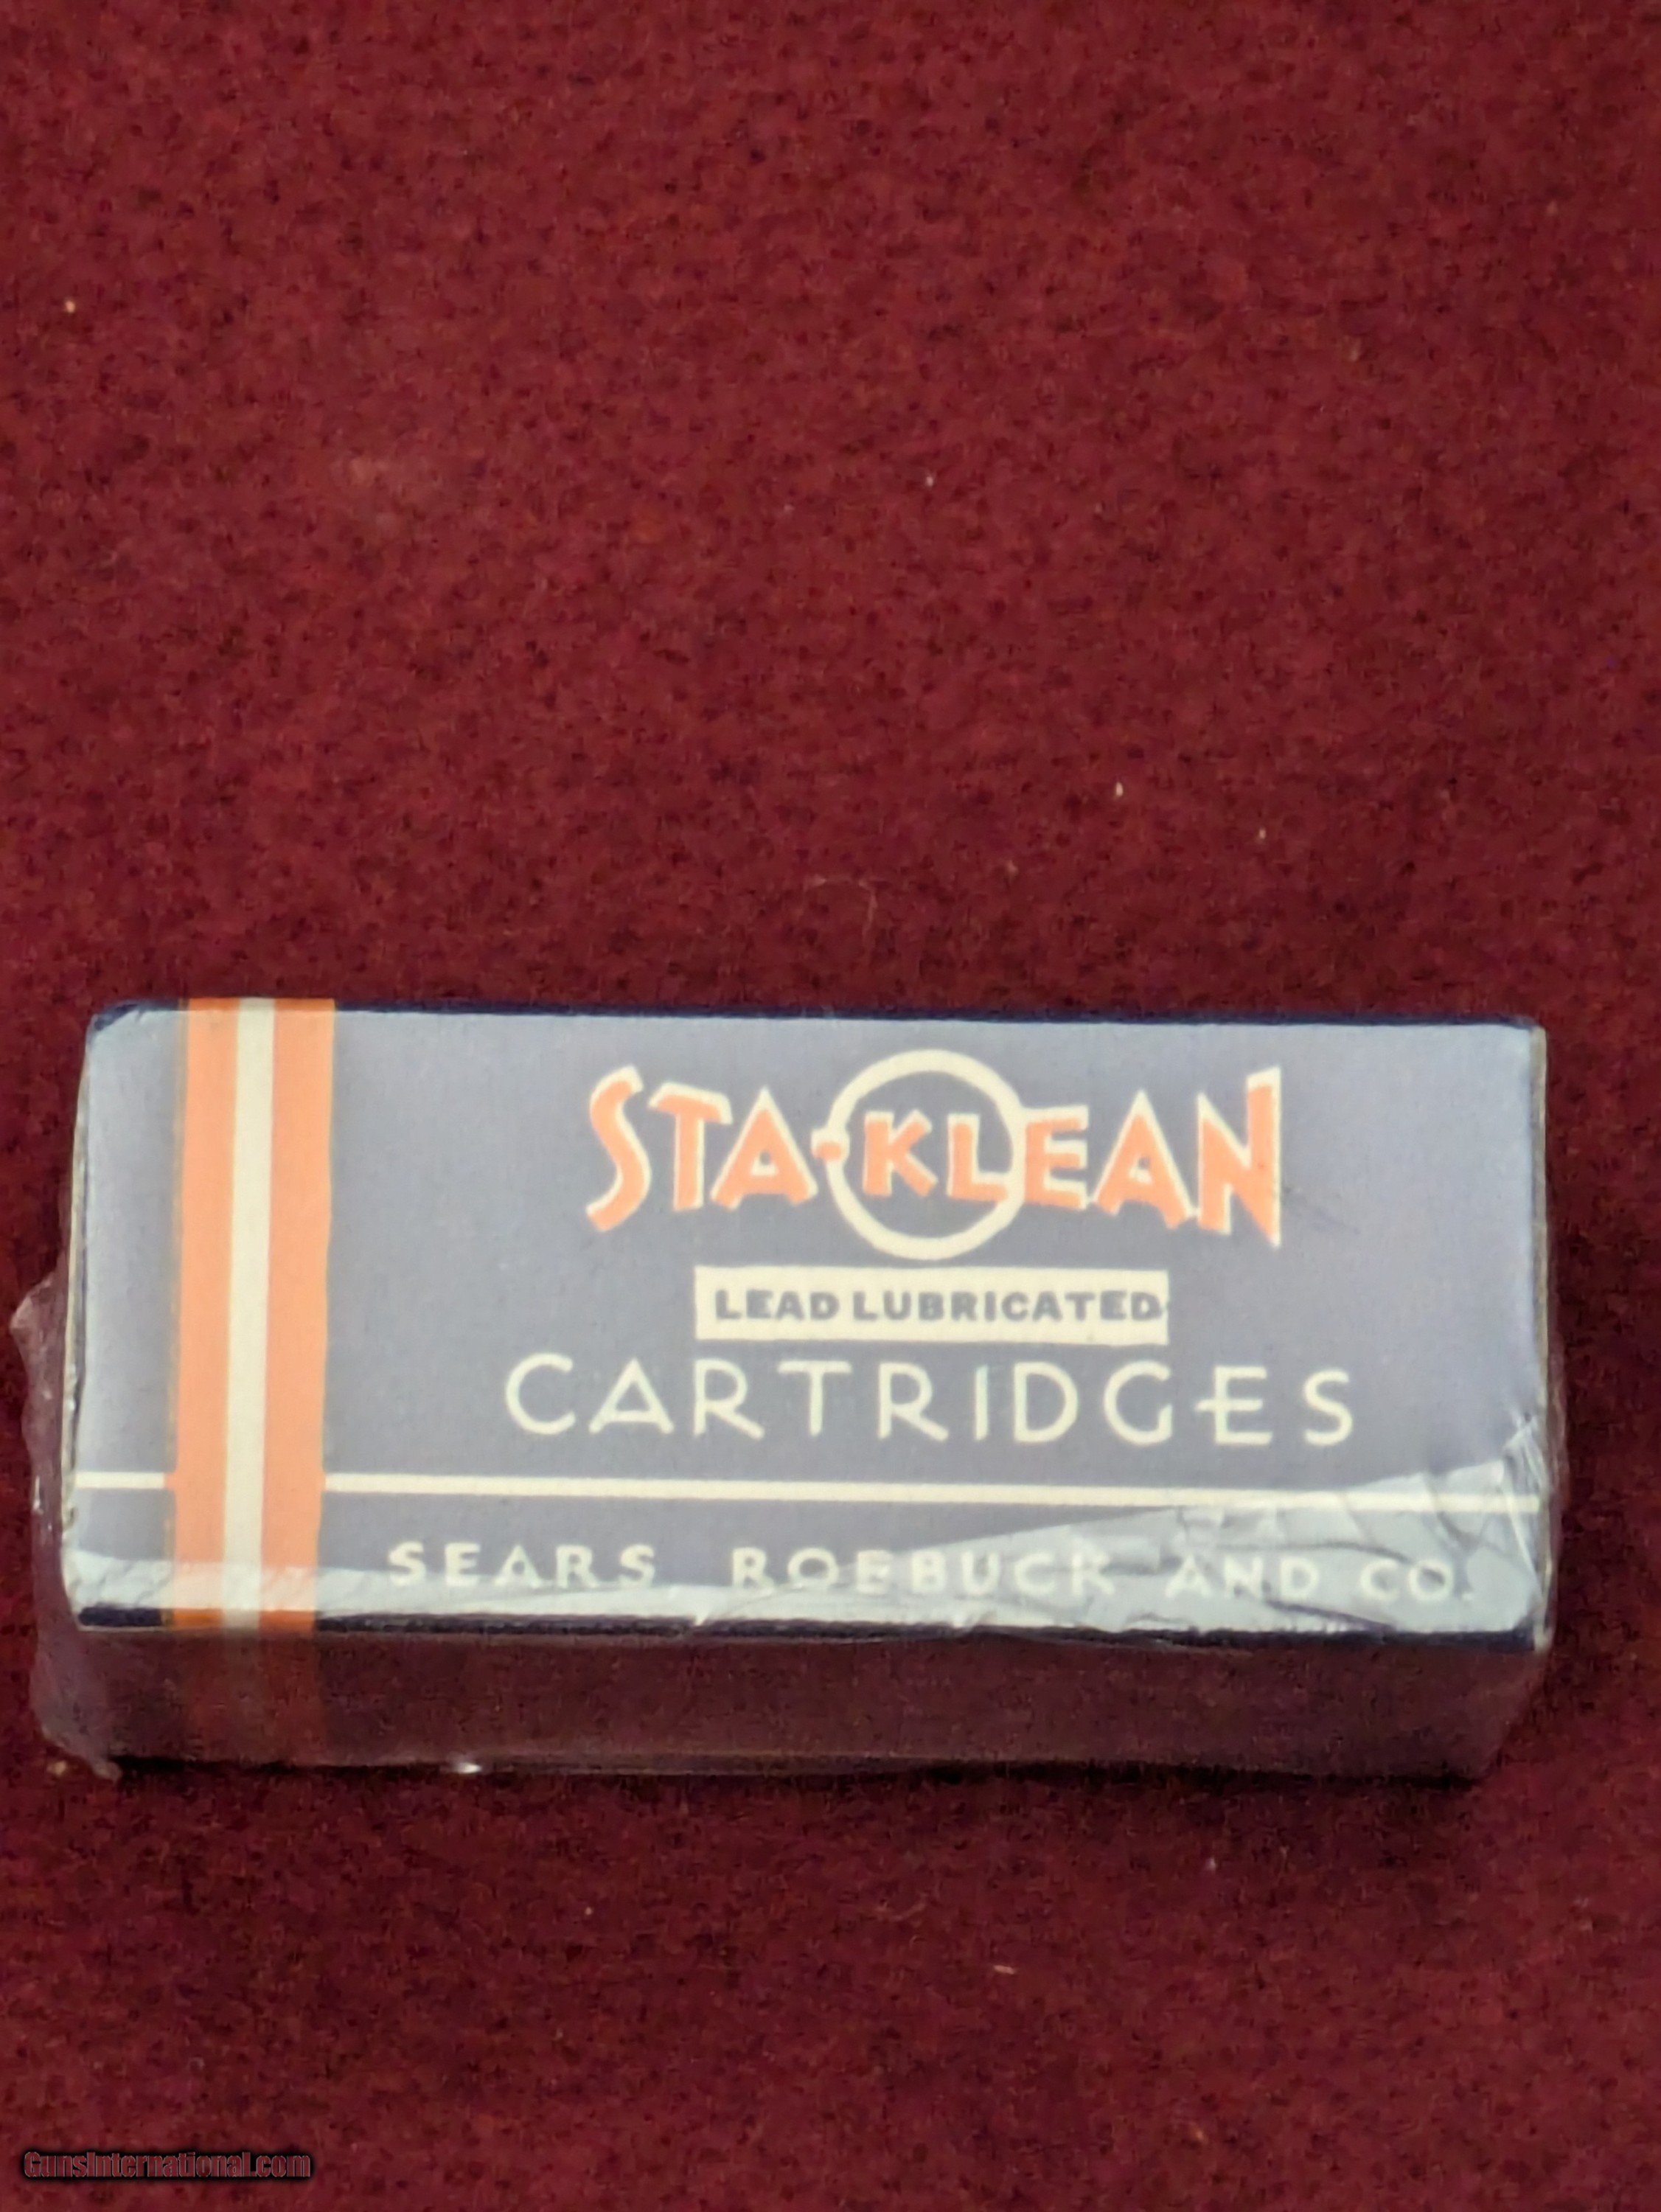 STA-KLEAN
LEAD LUBRICATED
CARTRIDGES
SEARS, ROEBUCK AND CO.
GunsInternational.com